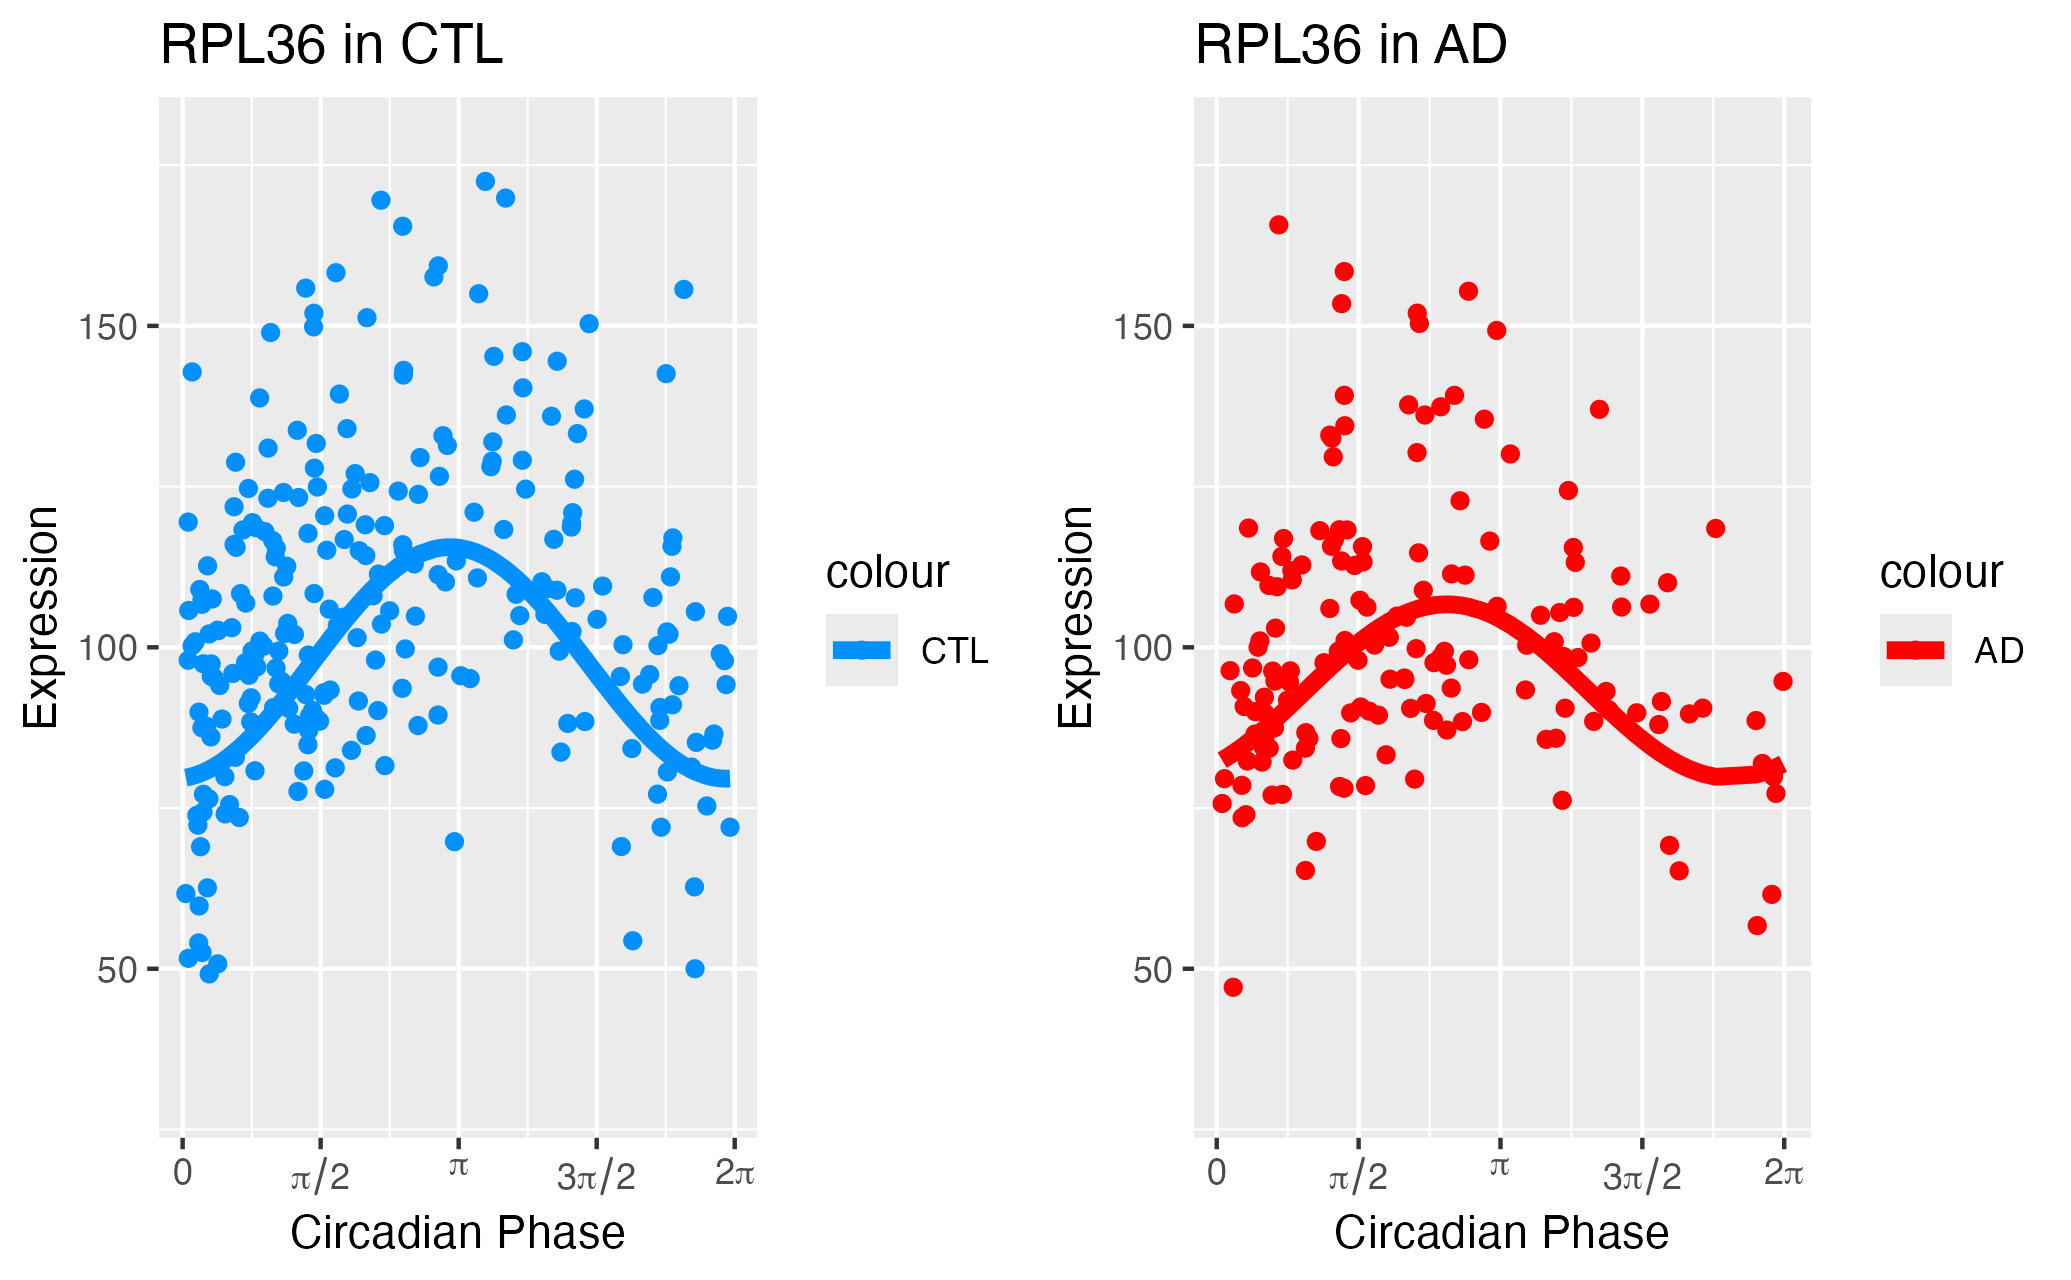 RPL36 in CTL
Expression
150
100
50
0 π/2 π 3π/2 2π
Circadian Phase
colour
CTL
RPL36 in AD
Expression
150
100
50
0 π/2 π 3π/2 2π
Circadian Phase
colour
AD